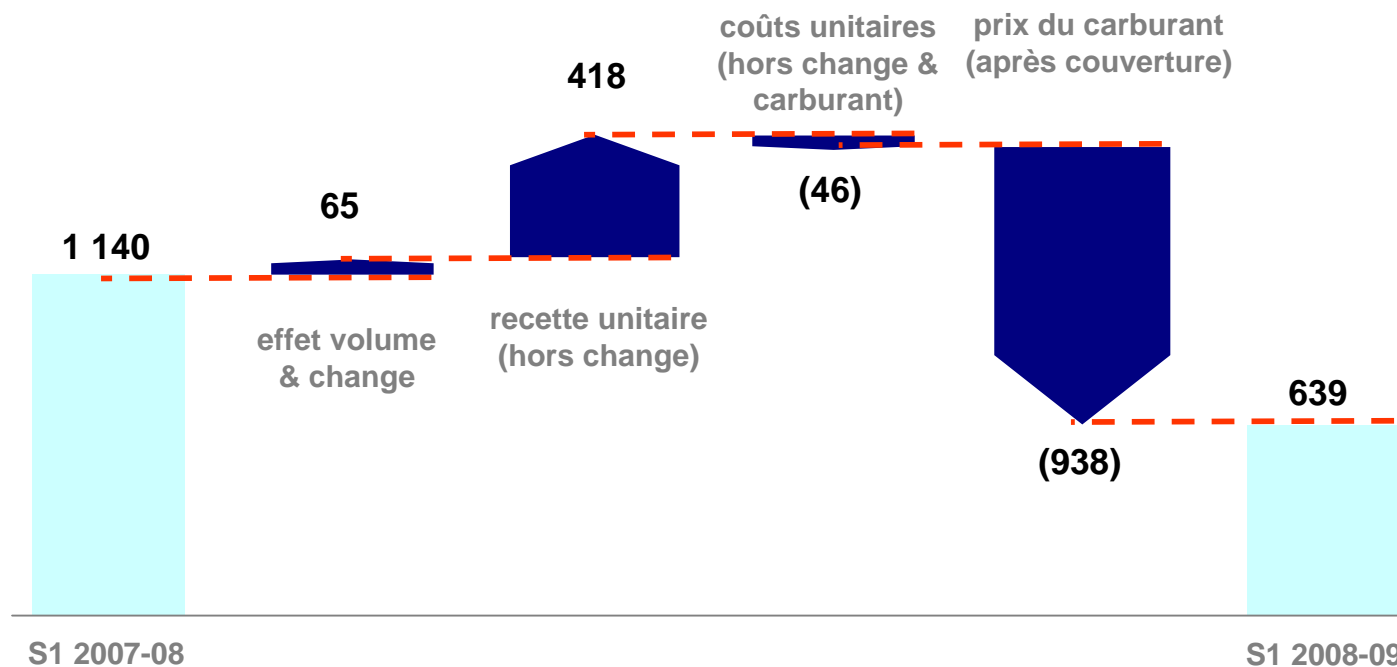 coûts unitaires
(hors change &
carburant)
prix du carburant
(après couverture)
418
65
(46)
1 140
recette unitaire
(hors change)
effet volume
& change
639
(938)
S1 2007-08
S1 2008-09